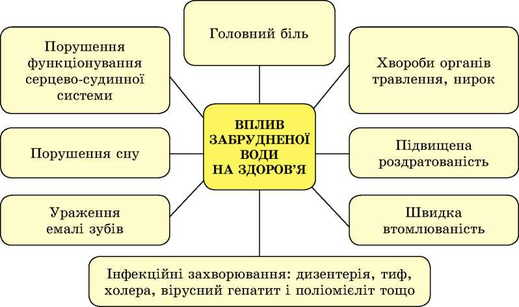 Порушення
функціонування
серцево-судинної
системи
Головний біль
Хвороби органів
травлення, нирок
ВПЛИВ
ЗАБРУДНЕНОЇ
ВОДИ
НА ЗДОРОВ’Я
Порушення сну
Підвищена
роздратованість
Ураження
емалі зубів
Швидка
втомлюваність
Інфекційні захворювання: дизентерія, тиф,
холера, вірусний гепатит і поліомієліт тощо